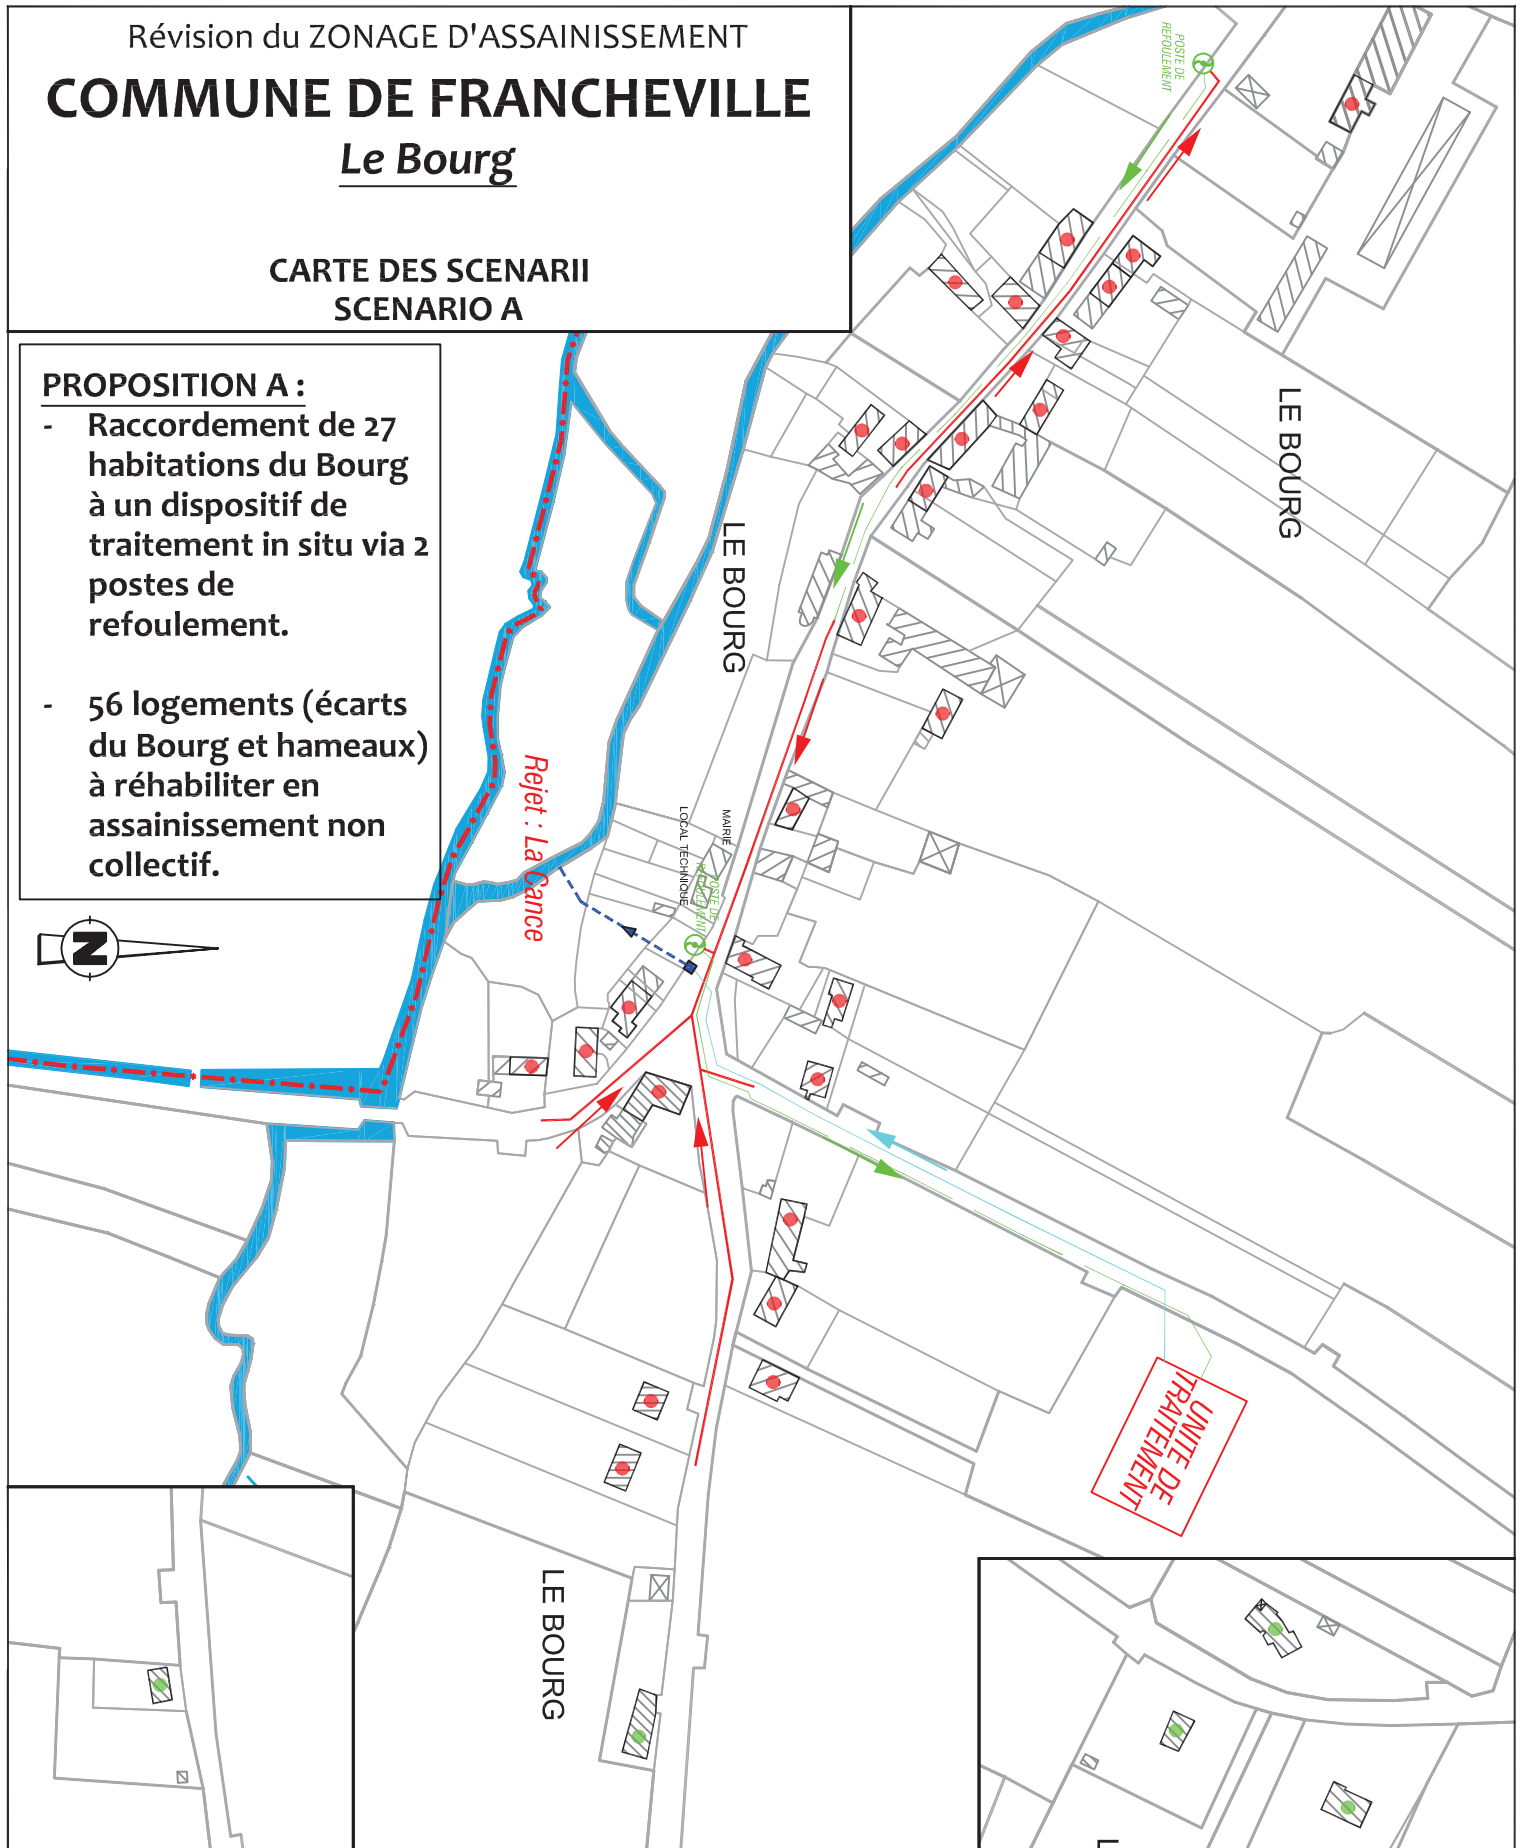 Révision du ZONAGE D'ASSAINISSEMENT
COMMUNE DE FRANCHEVILLE
Le Bourg
CARTE DES SCENARII
SCENARIO A
PROPOSITION A :
- Raccordement de 27
habitations du Bourg
à un dispositif de
traitement in situ via 2
postes de
refoulement.
- 56 logements (écarts
du Bourg et hameaux)
à réhabiliter en
assainissement non
collectif.
N
POSTE DE
REFOULEMENT
LE BOURG
LE BOURG
Rejet : La Cance
MAIRIE
LOCAL TECHNIQUE
POSTE DE
REFOULEMENT
UNITE DE
TRAITEMENT
LE BOURG